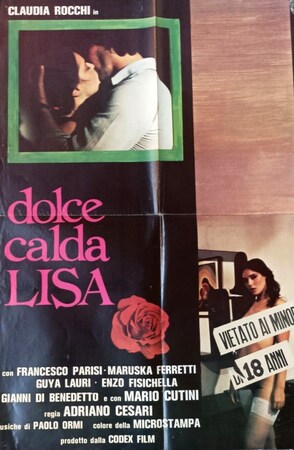 CLAUDIA ROCCHI in
dolce
calda
LISA
VIETATO AI MINORI
DI 18 ANNI
con FRANCESCO PARISI · MARUSKA FERRETTI
GUYA LAURI · ENZO FISICHELLA
GIANNI DI BENEDETTO e con MARIO CUTINI
regia ADRIANO CESARI
musiche di PAOLO ORMI colore della MICROSTAMPA
prodotto dalla CODEX FILM